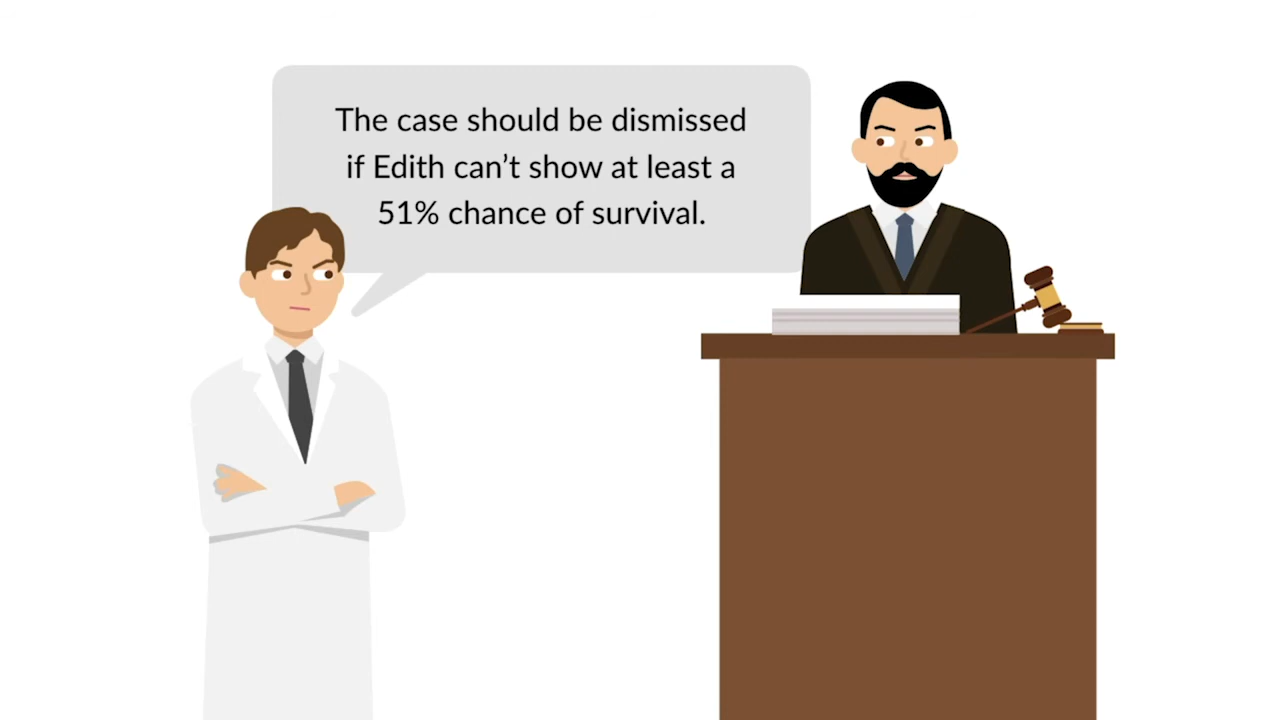 The case should be dismissed
if Edith can’t show at least a
51% chance of survival.